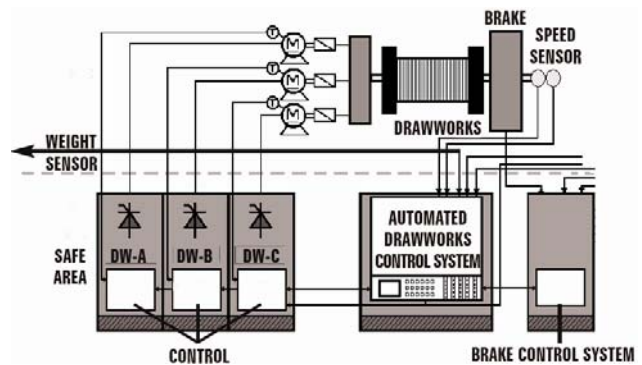 BRAKE
SPEED
SENSOR
T
M
T
M
T
M
DRAWWORKS
WEIGHT
SENSOR
SAFE
AREA
DW-A
DW-B
DW-C
AUTOMATED
DRAWWORKS
CONTROL SYSTEM
CONTROL
BRAKE CONTROL SYSTEM